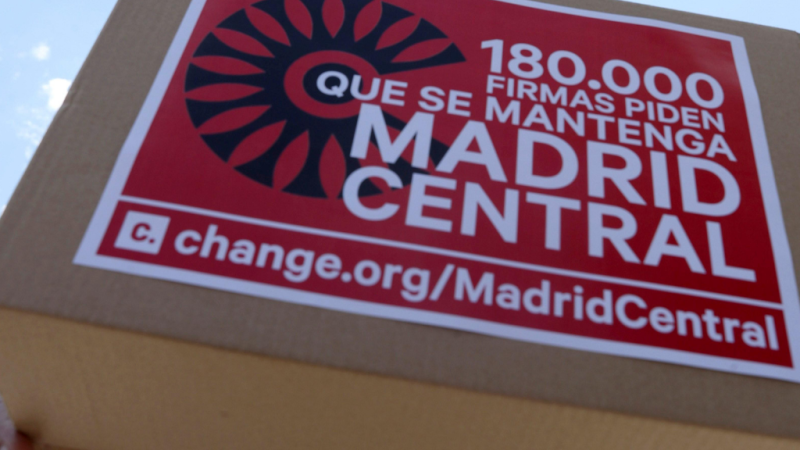 180.000
FIRMAS PIDEN
QUE SE MANTENGA
MADRID
CENTRAL
c. change.org/MadridCentral